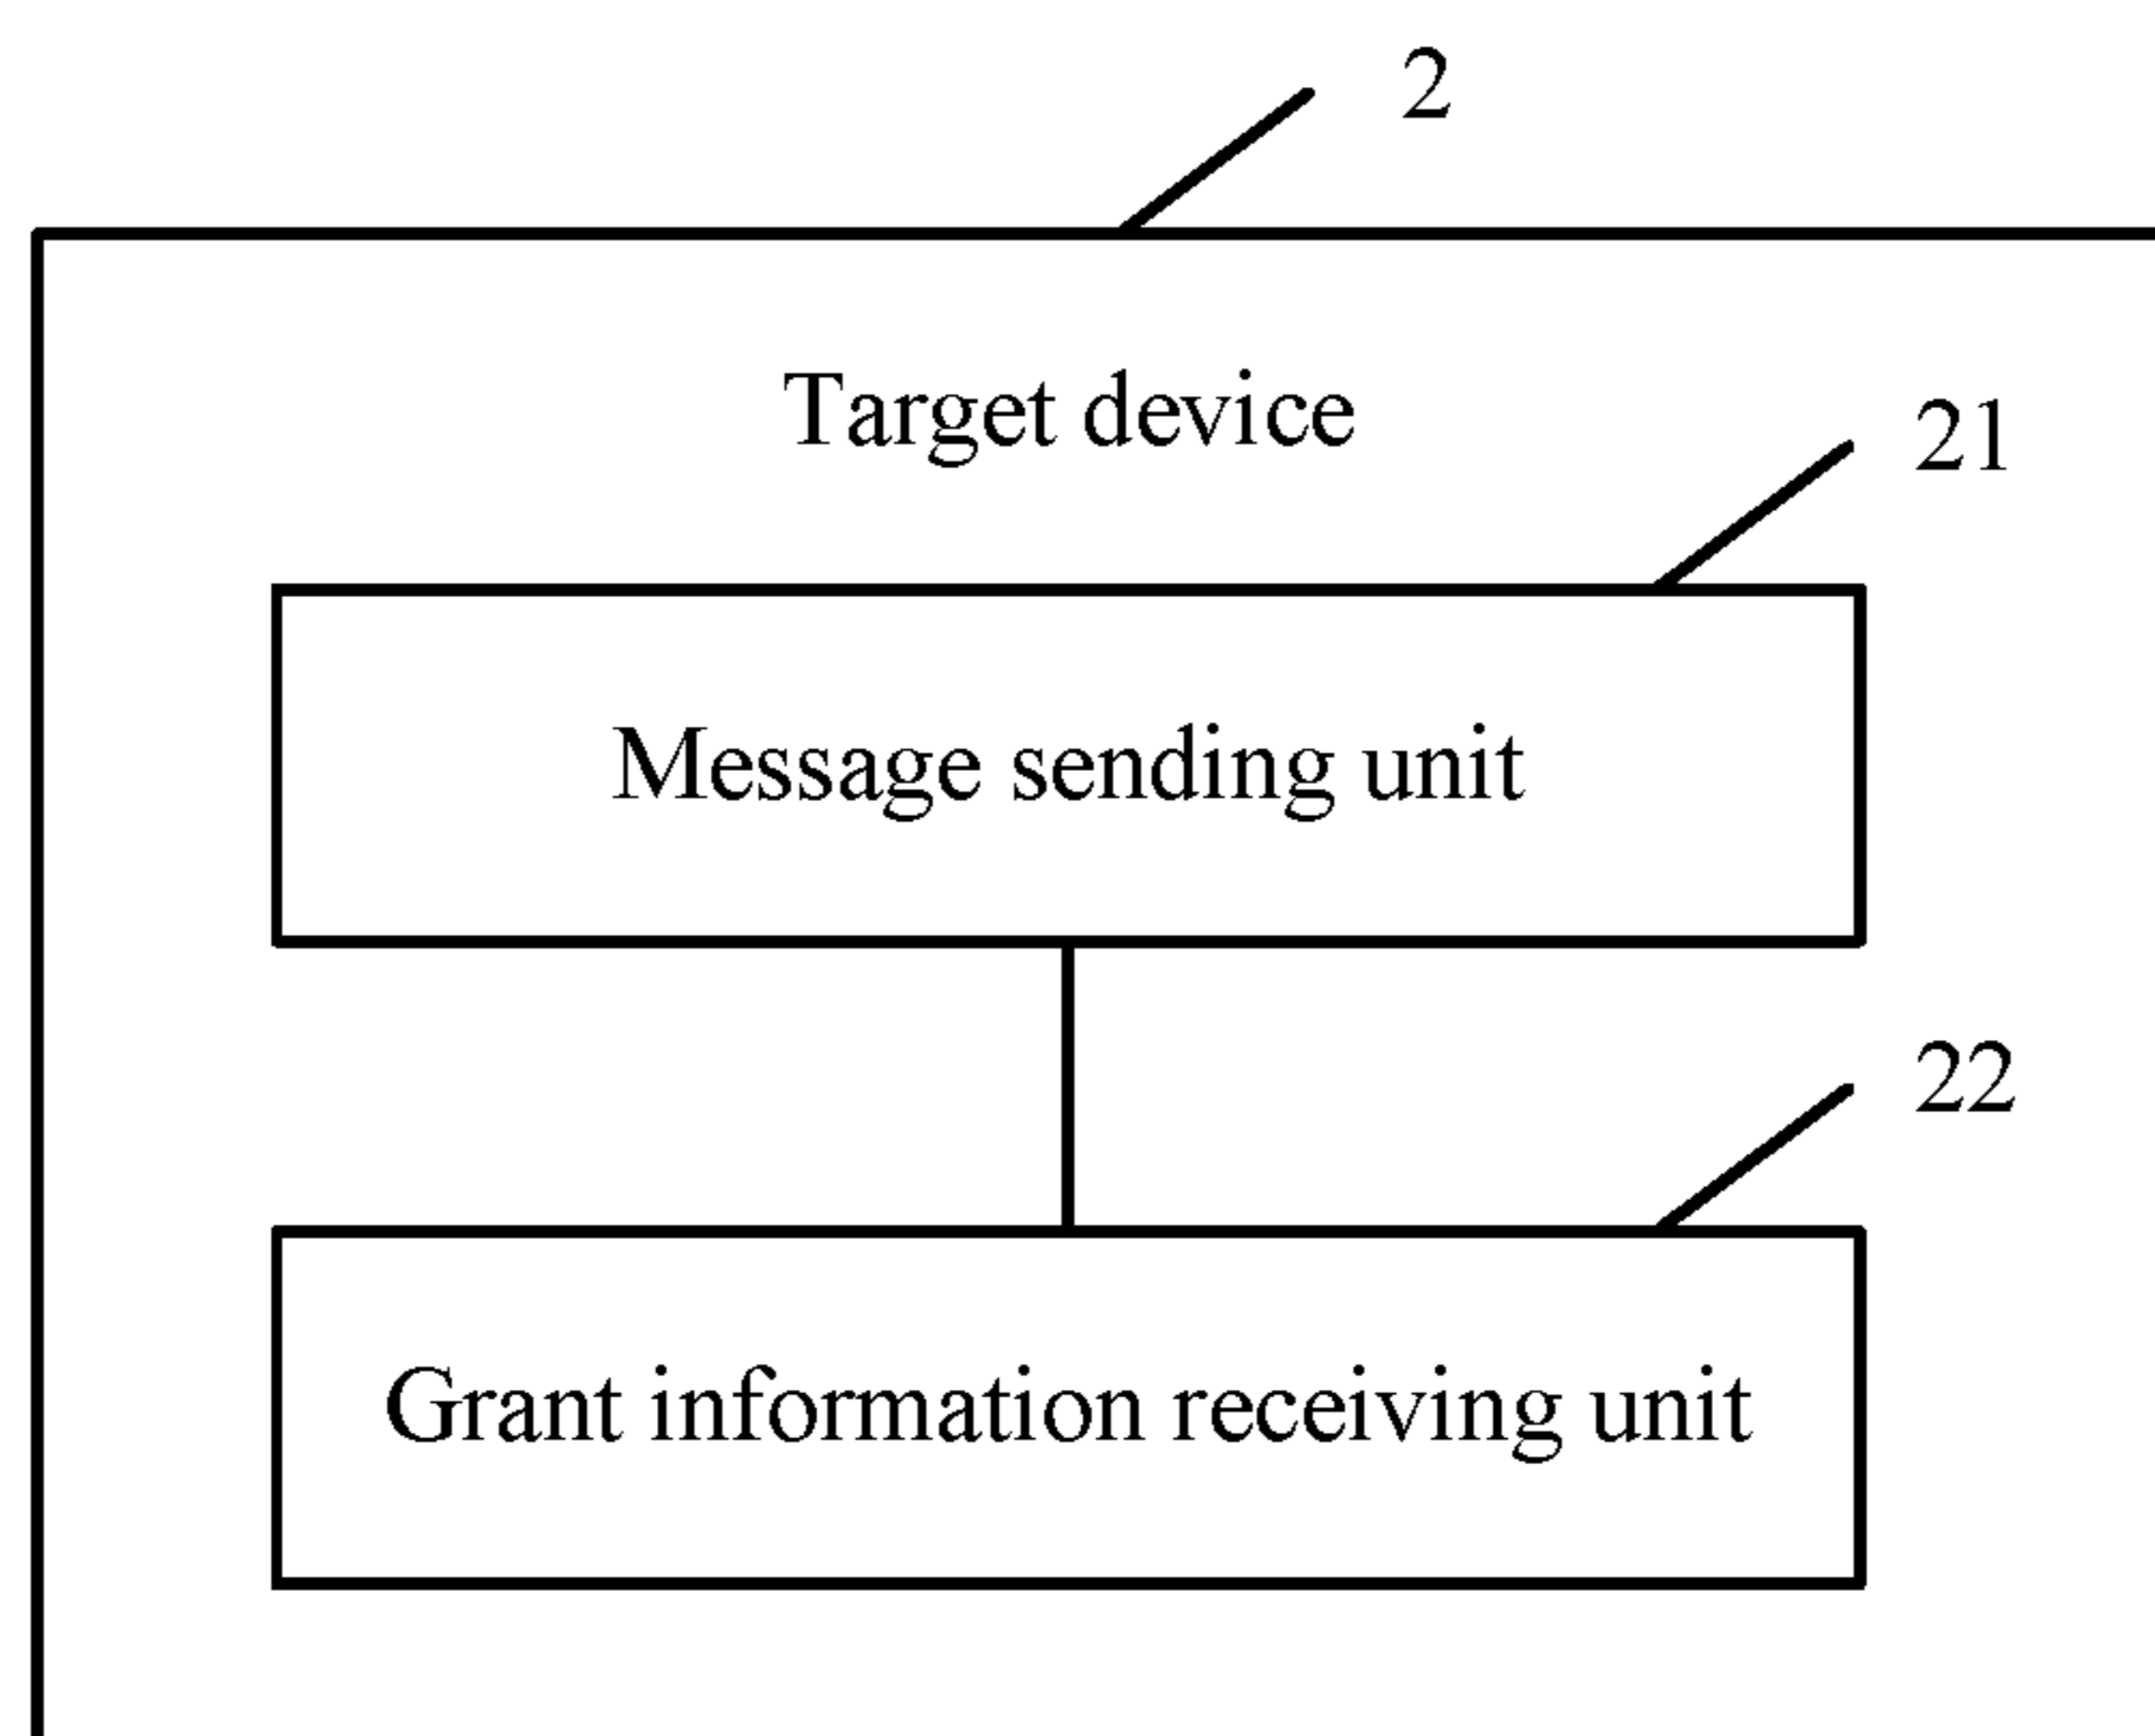 2
Target device
21
Message sending unit
22
Grant information receiving unit